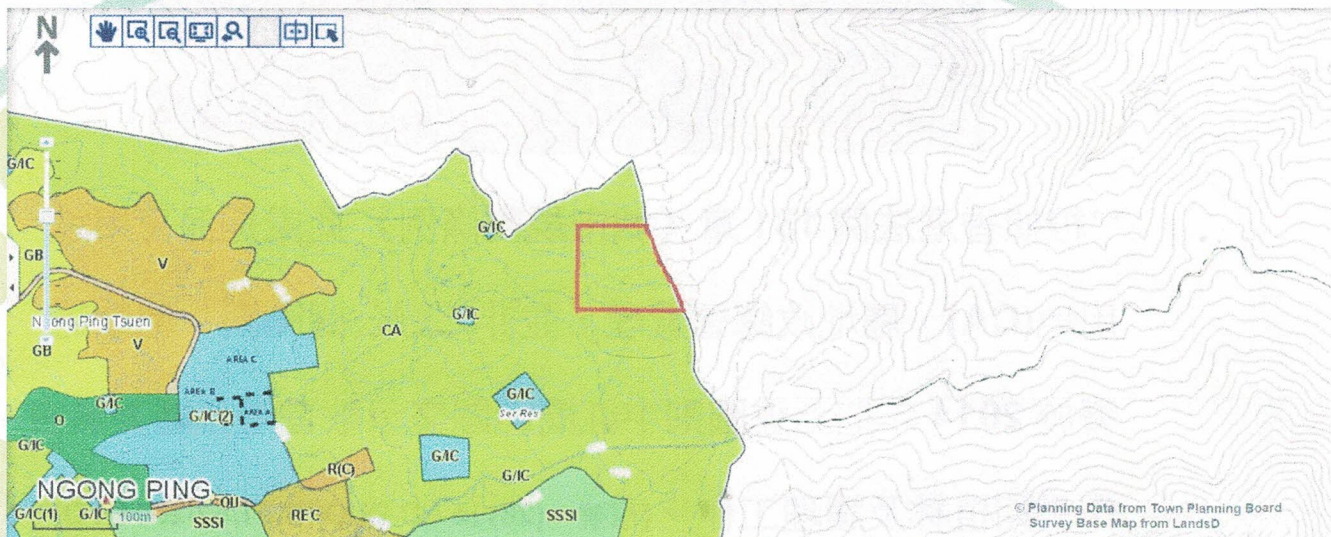 N
G/IC
G/IC
GB
V
G/IC
Ngong Ping Tsuen
CA
V
GB
AREA C
AREA B
G/IC
G/IC
O
G/IC(2)
AREA A
Ser Res
G/IC
G/IC
R(C)
G/IC
NGONG PING
OU
G/IC(1)
G/IC
100m
SSSI
REC
SSSI
© Planning Data from Town Planning Board
Survey Base Map from LandsD